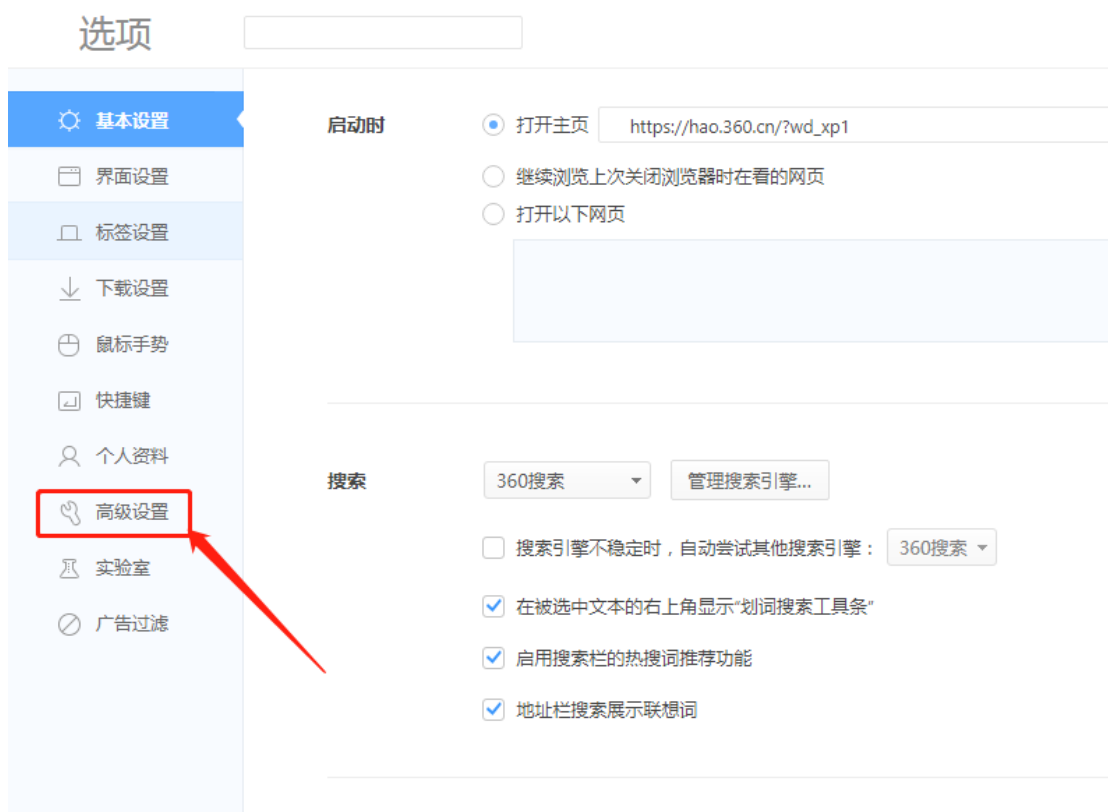 选项
基本设置
界面设置
标签设置
下载设置
鼠标手势
快捷键
个人资料
高级设置
实验室
广告过滤
启动时
打开主页 https://hao.360.cn/?wd_xp1
继续浏览上次关闭浏览器时在看的网页
打开以下网页
搜索
360搜索 管理搜索引擎...
搜索引擎不稳定时，自动尝试其他搜索引擎： 360搜索
在被选中文本的右上角显示“划词搜索工具条”
启用搜索栏的热搜词推荐功能
地址栏搜索展示联想词